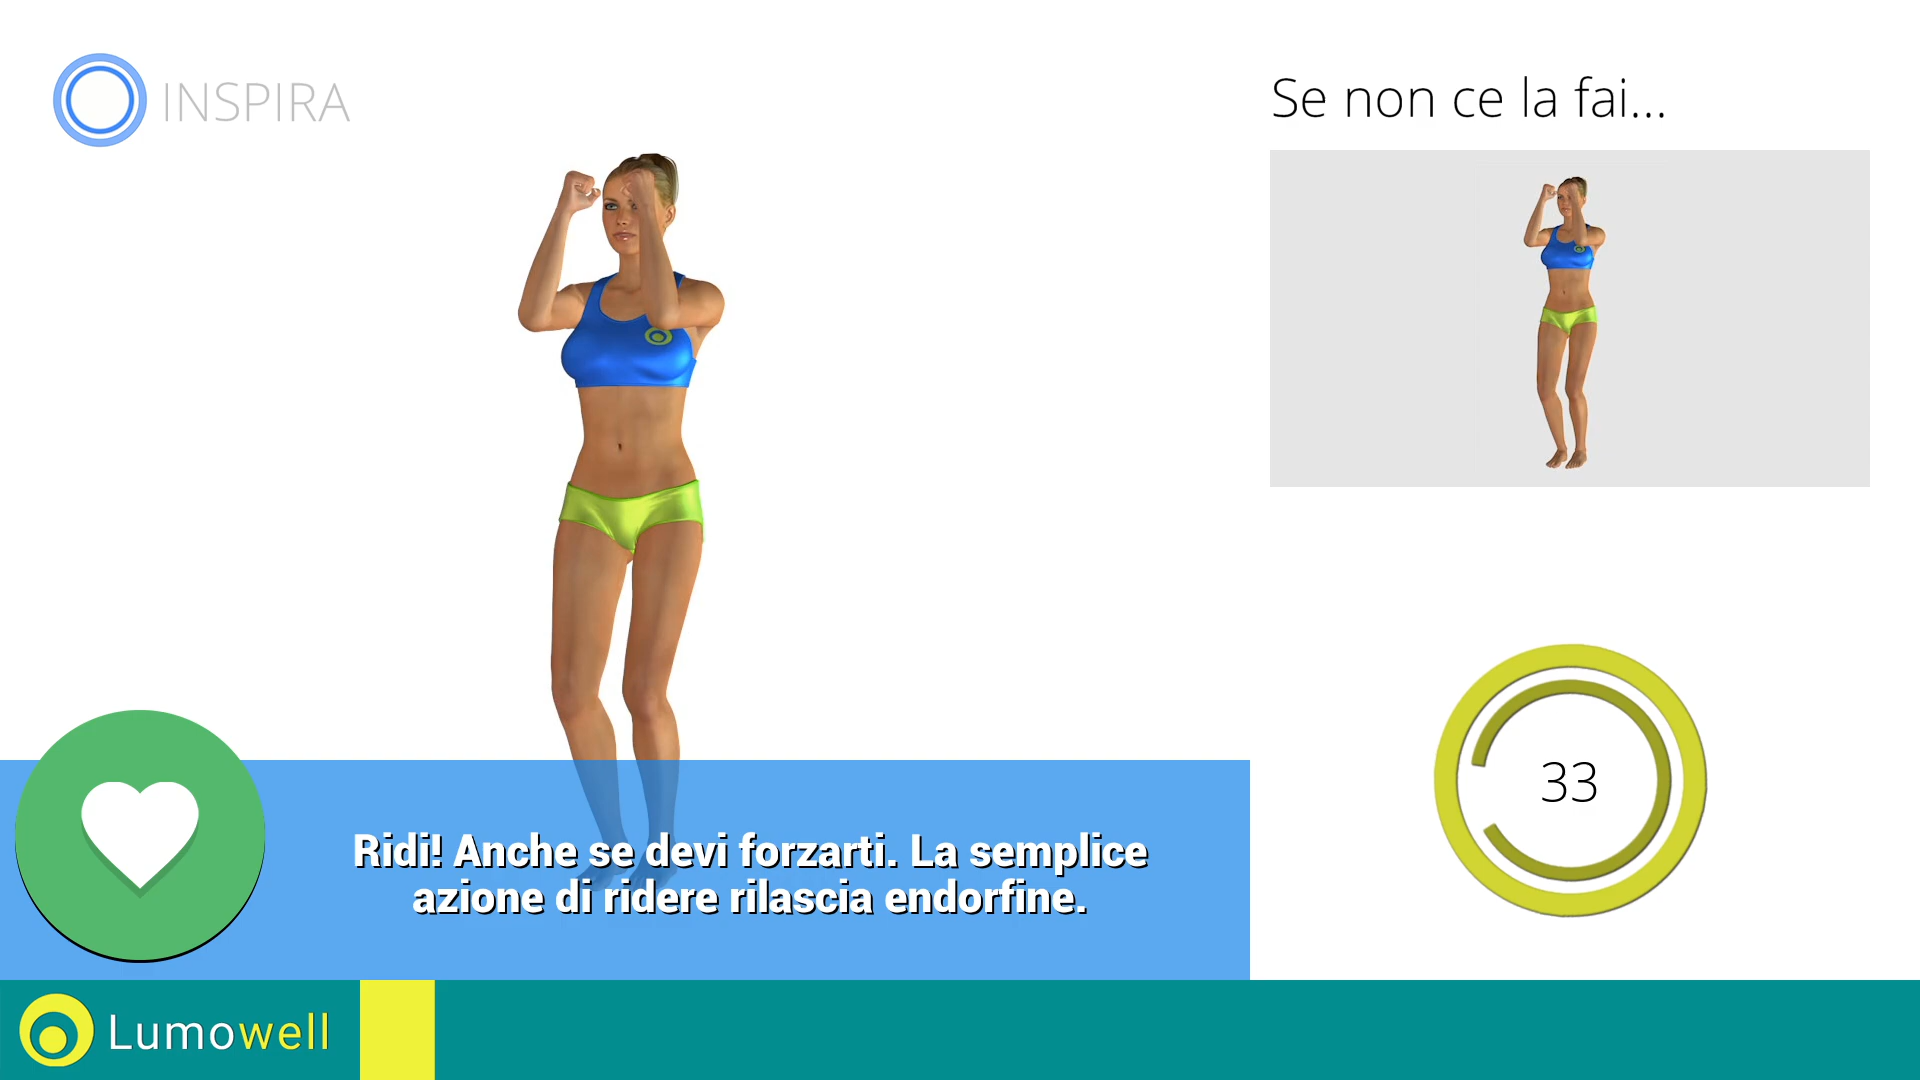 INSPIRA
Se non ce la fai...
33
Ridi! Anche se devi forzarti. La semplice
azione di ridere rilascia endorfine.
Lumowell